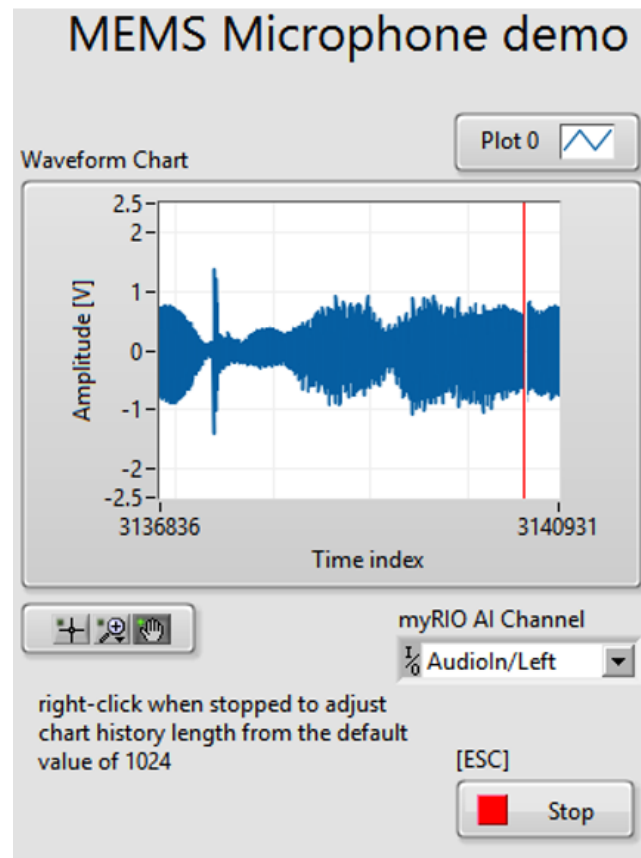 MEMS Microphone demo
Plot 0
Waveform Chart
2.5
2
1
0
-1
-2
-2.5
Amplitude [V]
3136836
3140931
Time index
myRIO AI Channel
I/O AudioIn/Left
right-click when stopped to adjust
chart history length from the default
value of 1024
[ESC]
Stop